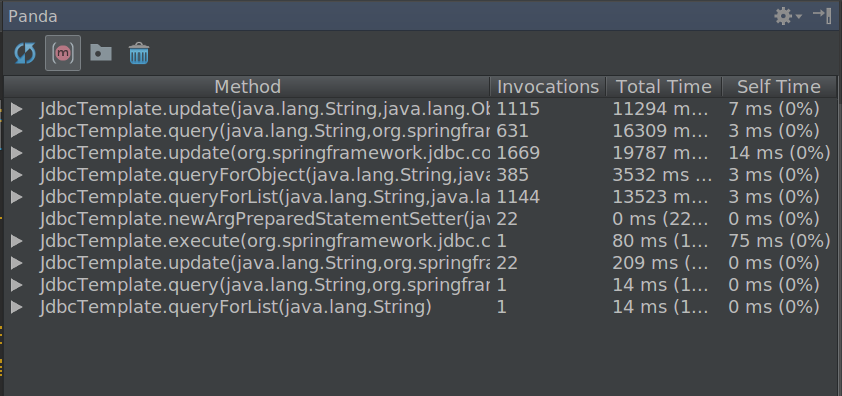 Panda
m
Method Invocations Total Time Self Time
JdbcTemplate.update(java.lang.String,java.lang.Ob 1115 11294 m... 7 ms (0%)
JdbcTemplate.query(java.lang.String,org.springfran 631 16309 m... 3 ms (0%)
JdbcTemplate.update(org.springframework.jdbc.co 1669 19787 m... 14 ms (0%)
JdbcTemplate.queryForObject(java.lang.String,java 385 3532 ms ... 3 ms (0%)
JdbcTemplate.queryForList(java.lang.String,java.la 1144 13523 m... 3 ms (0%)
JdbcTemplate.newArgPreparedStatementSetter(jav 22 0 ms (22... 0 ms (0%)
JdbcTemplate.execute(org.springframework.jdbc.c 1 80 ms (1... 75 ms (0%)
JdbcTemplate.update(java.lang.String,org.springfra 22 209 ms (... 0 ms (0%)
JdbcTemplate.query(java.lang.String,org.springfran 1 14 ms (1... 0 ms (0%)
JdbcTemplate.queryForList(java.lang.String) 1 14 ms (1... 0 ms (0%)